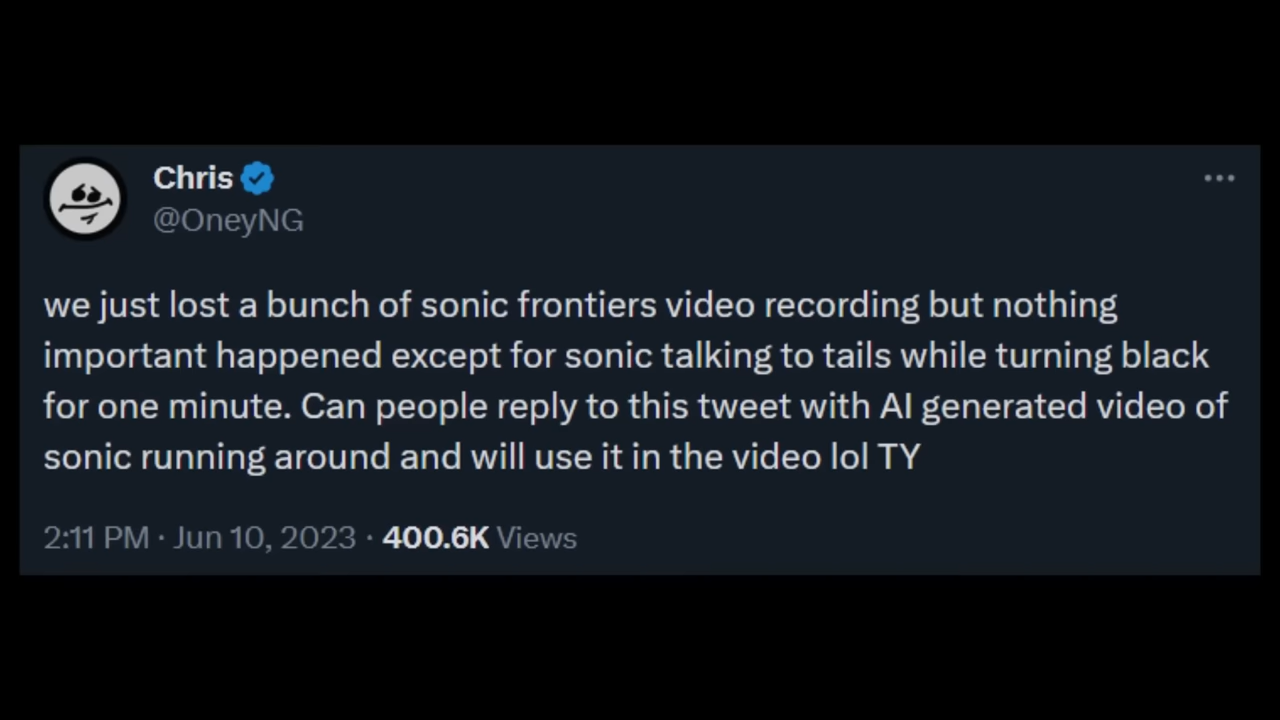 Chris
@OneyNG
we just lost a bunch of sonic frontiers video recording but nothing
important happened except for sonic talking to tails while turning black
for one minute. Can people reply to this tweet with AI generated video of
sonic running around and will use it in the video lol TY
2:11 PM · Jun 10, 2023 · 400.6K Views